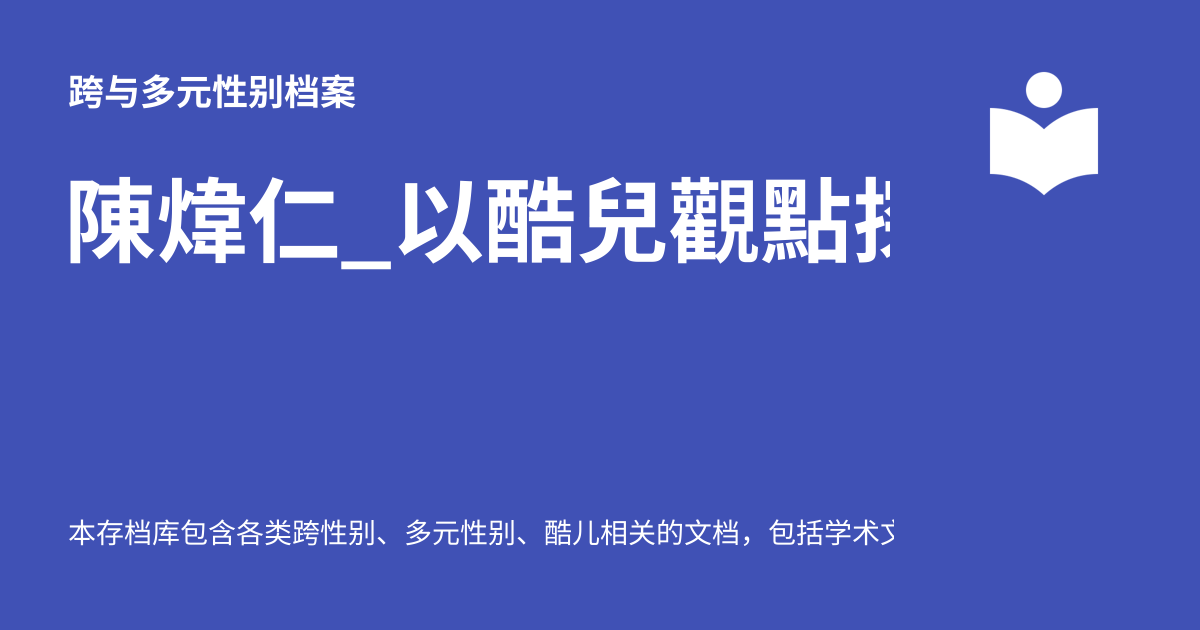 跨与多元性别档案
陳煒仁_以酷兒觀點
本存档库包含各类跨性别、多元性别、酷儿相关的文档，包括学术文